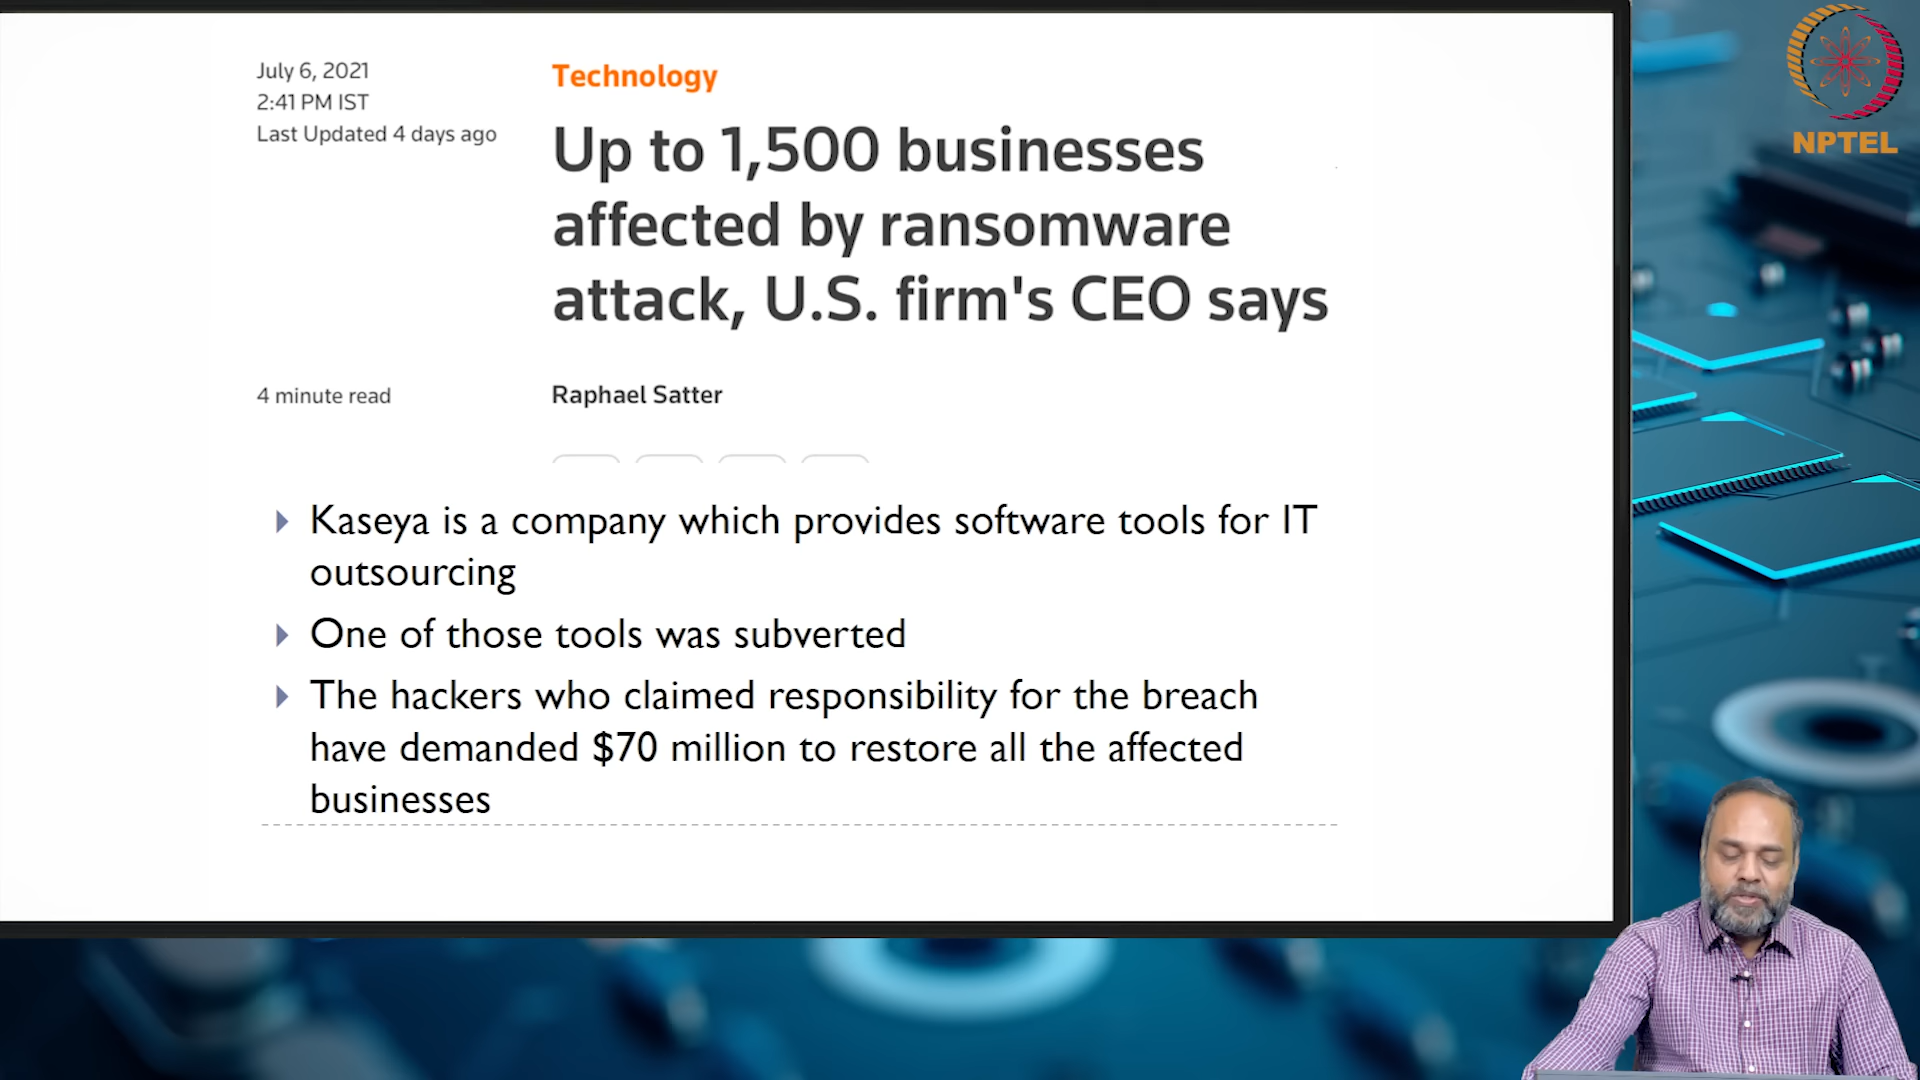 July 6, 2021
2:41 PM IST
Last Updated 4 days ago
Technology
Up to 1,500 businesses
affected by ransomware
attack, U.S. firm's CEO says
4 minute read
Raphael Satter
Kaseya is a company which provides software tools for IT
outsourcing
One of those tools was subverted
The hackers who claimed responsibility for the breach
have demanded $70 million to restore all the affected
businesses
NPTEL